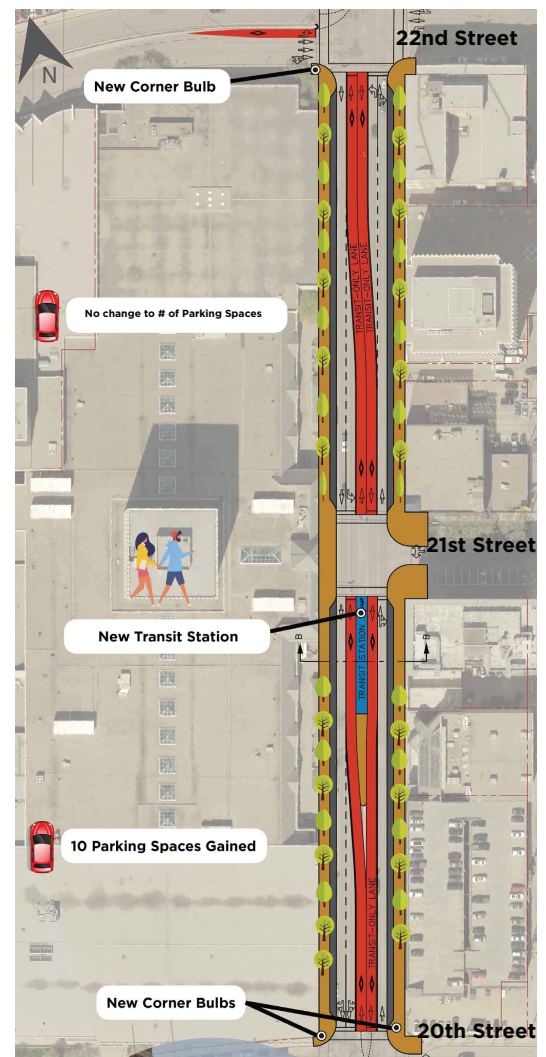 22nd Street
N
New Corner Bulb
TRANSIT-ONLY LANE
TRANSIT-ONLY LANE
No change to # of Parking Spaces
21st Street
New Transit Station
B
B
TRANSIT STATION
10 Parking Spaces Gained
TRANSIT-ONLY LANE
New Corner Bulbs
20th Street